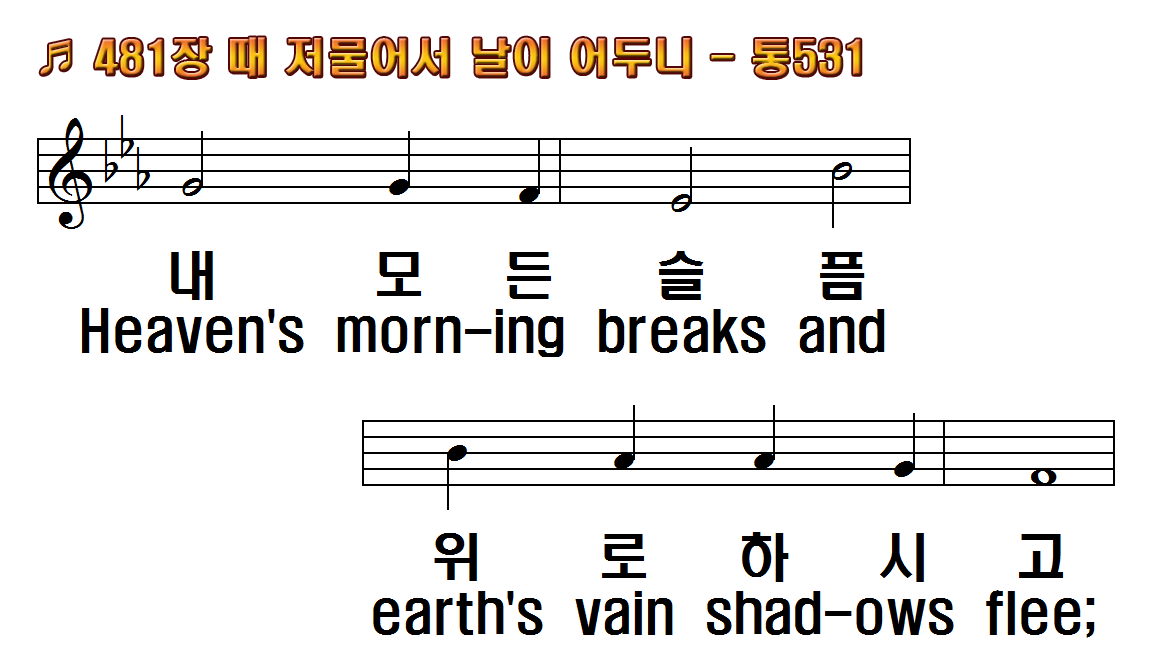 ♬ 481장 때 저물어서 날이 어두니 - 통531
내 모 든 슬 픔
Heaven's morn-ing breaks and
위 로 하 시 고
earth's vain shad-ows flee;